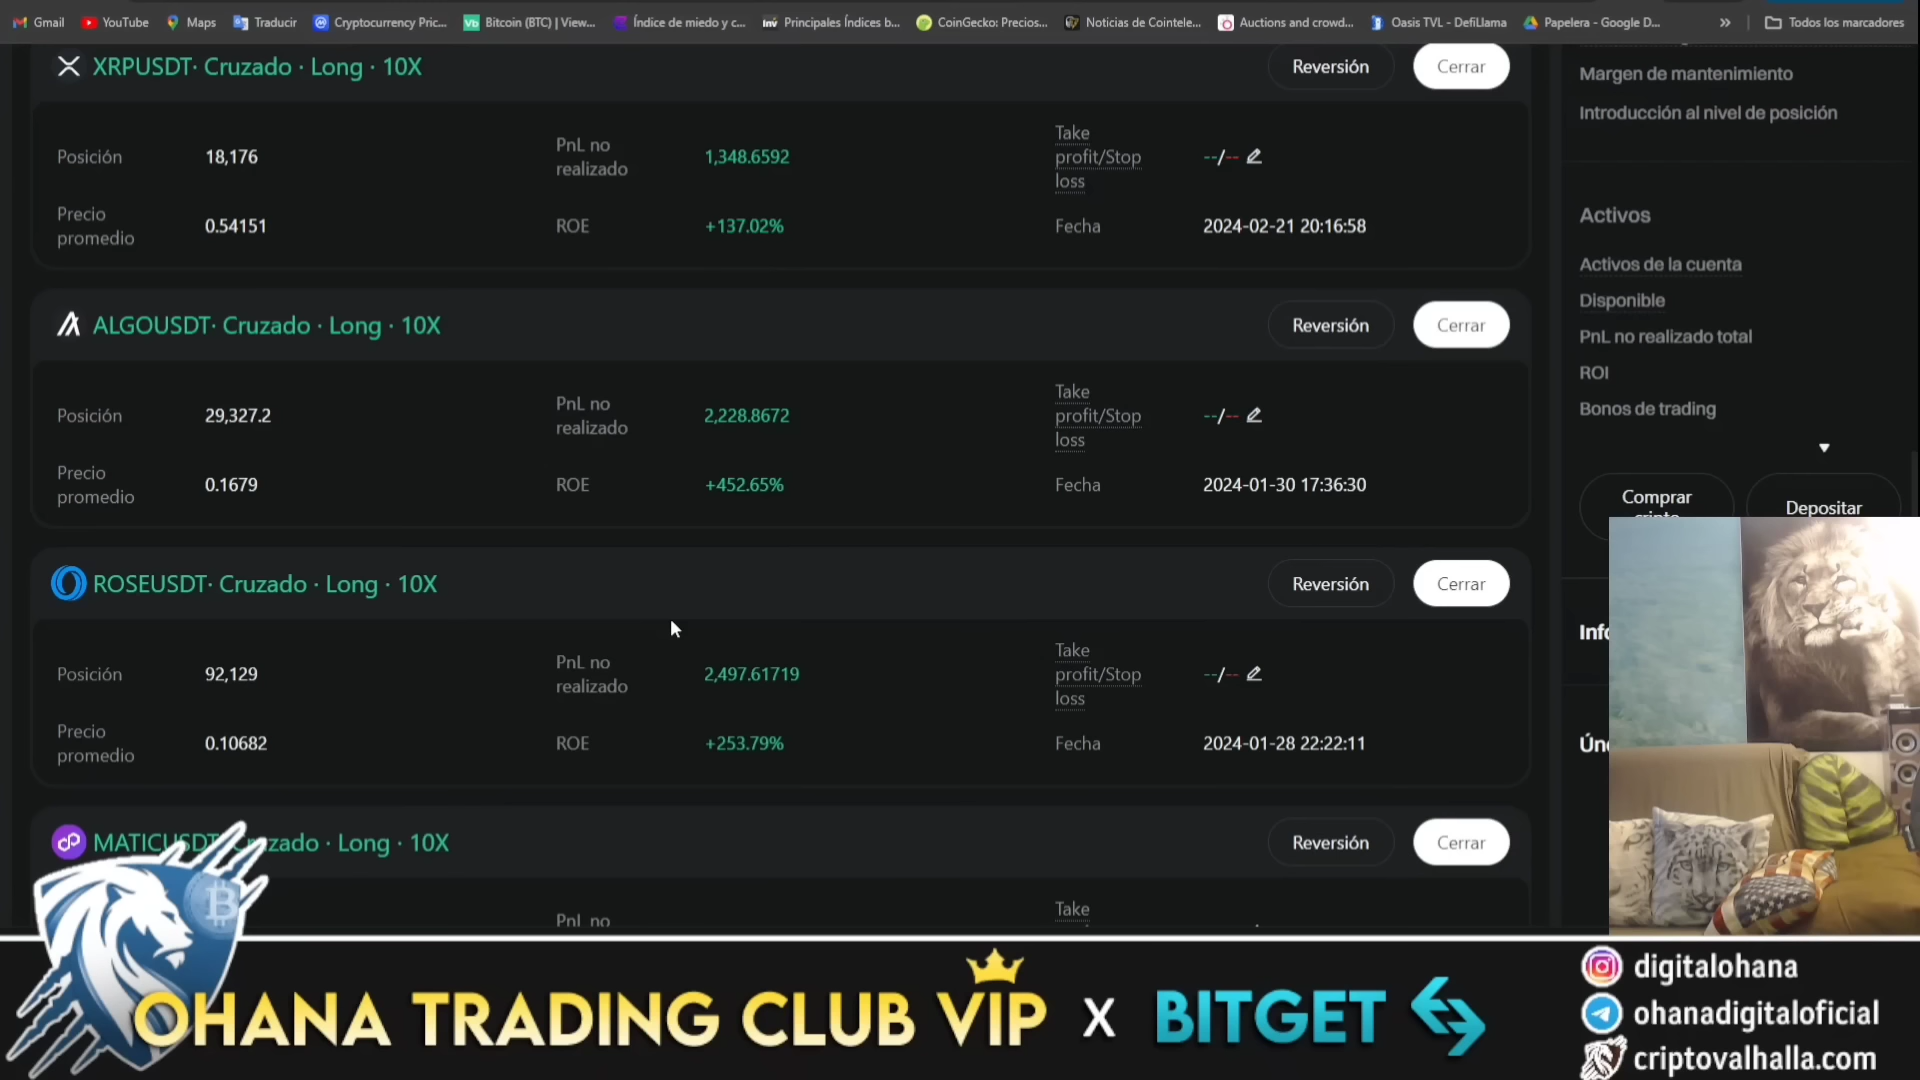 Gmail
YouTube
Maps
Traducir
Cryptocurrency Pric...
Bitcoin (BTC) | View...
Índice de miedo y c...
Principales Índices b...
CoinGecko: Precios...
Noticias de Cointele...
Auctions and crowd...
Oasis TVL - DefiLlama
Papelera - Google D...
»
Todos los marcadores
XRPUSDT· Cruzado · Long · 10X
Reversión
Cerrar
Posición
18,176
PnL no
realizado
1,348.6592
Take
profit/Stop
loss
--/--
Precio
promedio
0.54151
ROE
+137.02%
Fecha
2024-02-21 20:16:58
ALGOUSDT· Cruzado · Long · 10X
Reversión
Cerrar
Posición
29,327.2
PnL no
realizado
2,228.8672
Take
profit/Stop
loss
--/--
Precio
promedio
0.1679
ROE
+452.65%
Fecha
2024-01-30 17:36:30
ROSEUSDT· Cruzado · Long · 10X
Reversión
Cerrar
Posición
92,129
PnL no
realizado
2,497.61719
Take
profit/Stop
loss
--/--
Precio
promedio
0.10682
ROE
+253.79%
Fecha
2024-01-28 22:22:11
MATICUSDT· Cruzado · Long · 10X
Reversión
Cerrar
PnL no
Take
Margen de mantenimiento
Introducción al nivel de posición
Activos
Activos de la cuenta
Disponible
PnL no realizado total
ROI
Bonos de trading
Comprar
cripto
Depositar
OHANA TRADING CLUB VIP X BITGET
digitalohana
ohanadigitaloficial
criptovalhalla.com